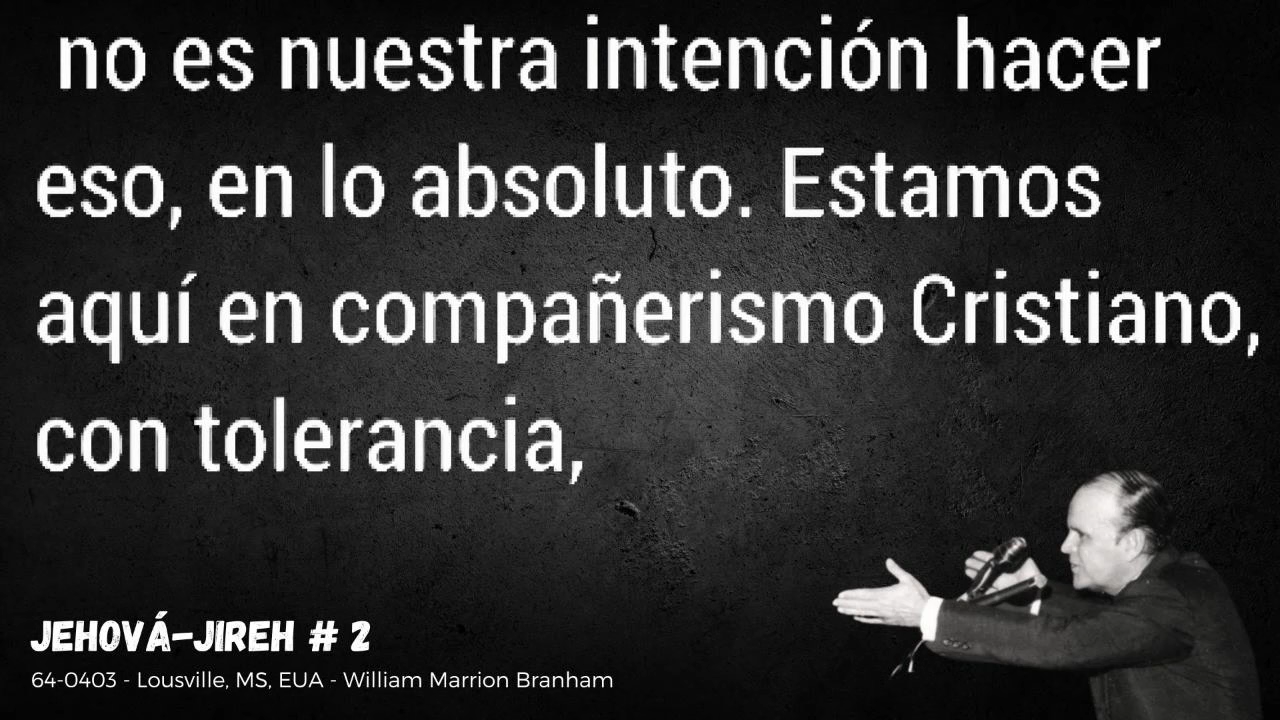 no es nuestra intención hacer
eso, en lo absoluto. Estamos
aquí en compañerismo Cristiano,
con tolerancia,
JEHOVÁ-JIREH # 2
64-0403 - Lousville, MS, EUA - William Marrion Branham